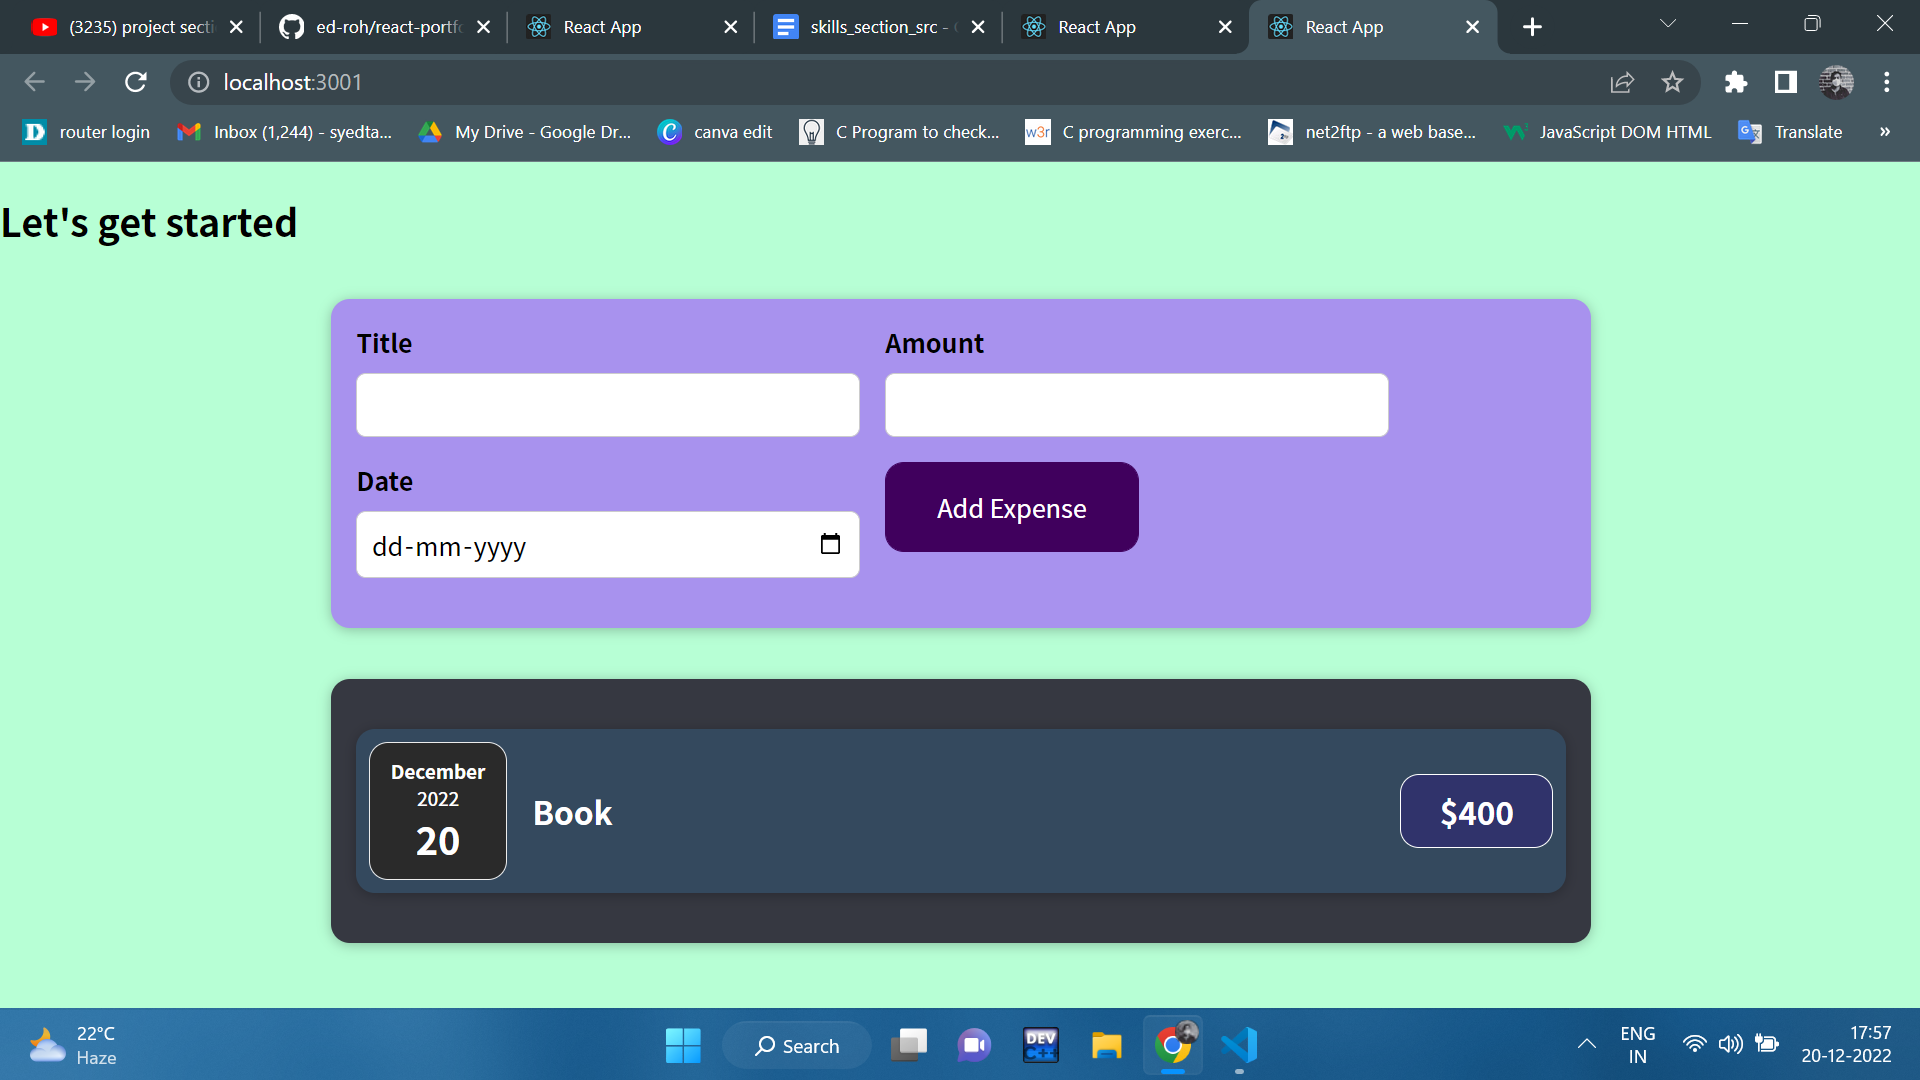 (3235) project secti
ed-roh/react-portfo
React App
skills_section_src - G
React App
React App
localhost:3001
router login
Inbox (1,244) - syedta...
My Drive - Google Dr...
canva edit
C Program to check...
w3r
C programming exerc...
net2ftp - a web base...
JavaScript DOM HTML
Translate
»
Let's get started
Title
Amount
Date
dd-mm-yyyy
Add Expense
December
2022
20
Book
$400
22°C
Haze
Search
DEV
C++
ENG
IN
17:57
20-12-2022